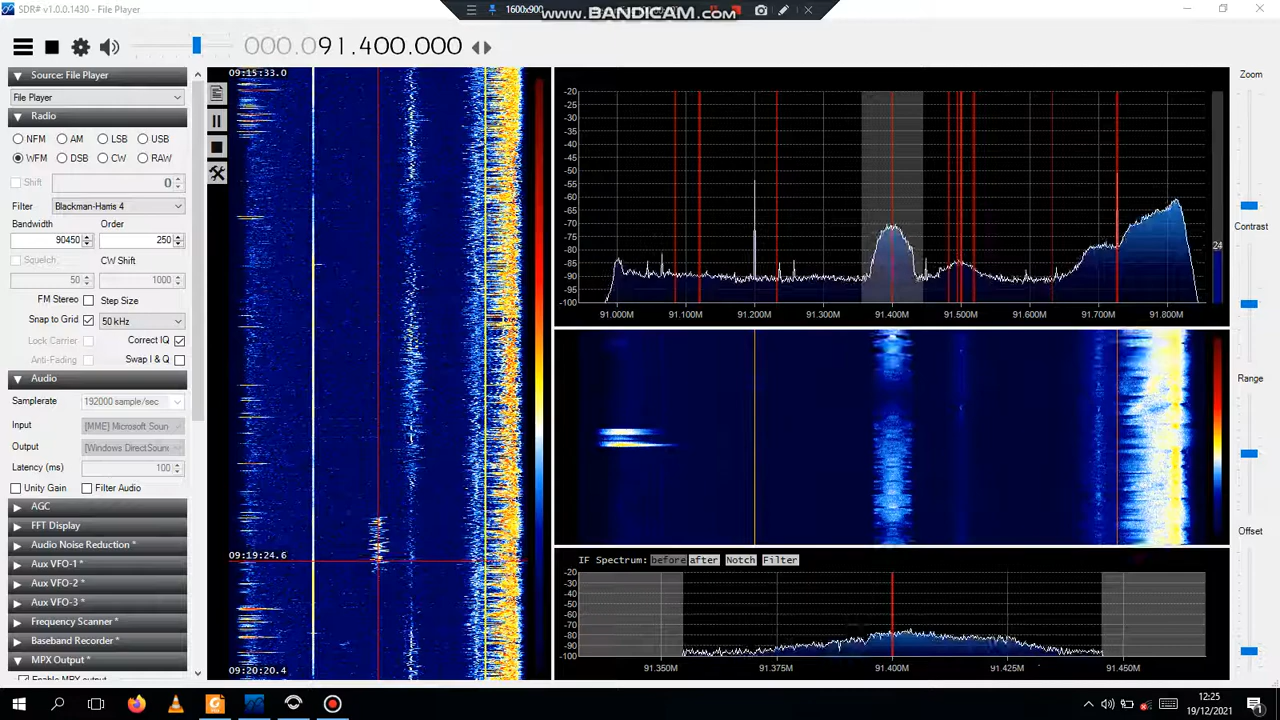 SDR# v1.0.0.1430 - File Player
1600x900
www.BANDICAM.com
000.091.400.000
Source: File Player
File Player
Radio
NFM AM LSB USB
WFM DSB CW RAW
Shift 0
Filter Blackman-Harris 4
Bandwidth Order
90450 250
Squelch CW Shift
50 1000
FM Stereo Step Size
Snap to Grid 50 kHz
Lock Carrier Correct IQ
Anti-Fading Swap I & Q
Audio
Samplerate 192000 sample/sec
Input [MME] Microsoft Soun
Output [Windows DirectSoun
Latency (ms) 100
Unity Gain Filter Audio
AGC
FFT Display
Audio Noise Reduction *
Aux VFO-2 *
Aux VFO-3 *
Frequency Scanner *
Baseband Recorder *
MPX Output *
09:15:33.0
09:19:24.6
09:20:20.4
-20
-25
-30
-35
-40
-45
-50
-55
-60
-65
-70
-75
-80
-85
-90
-95
-100
24
91.000M 91.100M 91.200M 91.300M 91.400M 91.500M 91.600M 91.700M 91.800M
IF Spectrum: before after Notch Filter
-20
-30
-40
-50
-60
-70
-80
-90
-100
91.350M 91.375M 91.400M 91.425M 91.450M
Zoom
Contrast
Range
Offset
12:25
19/12/2021
1